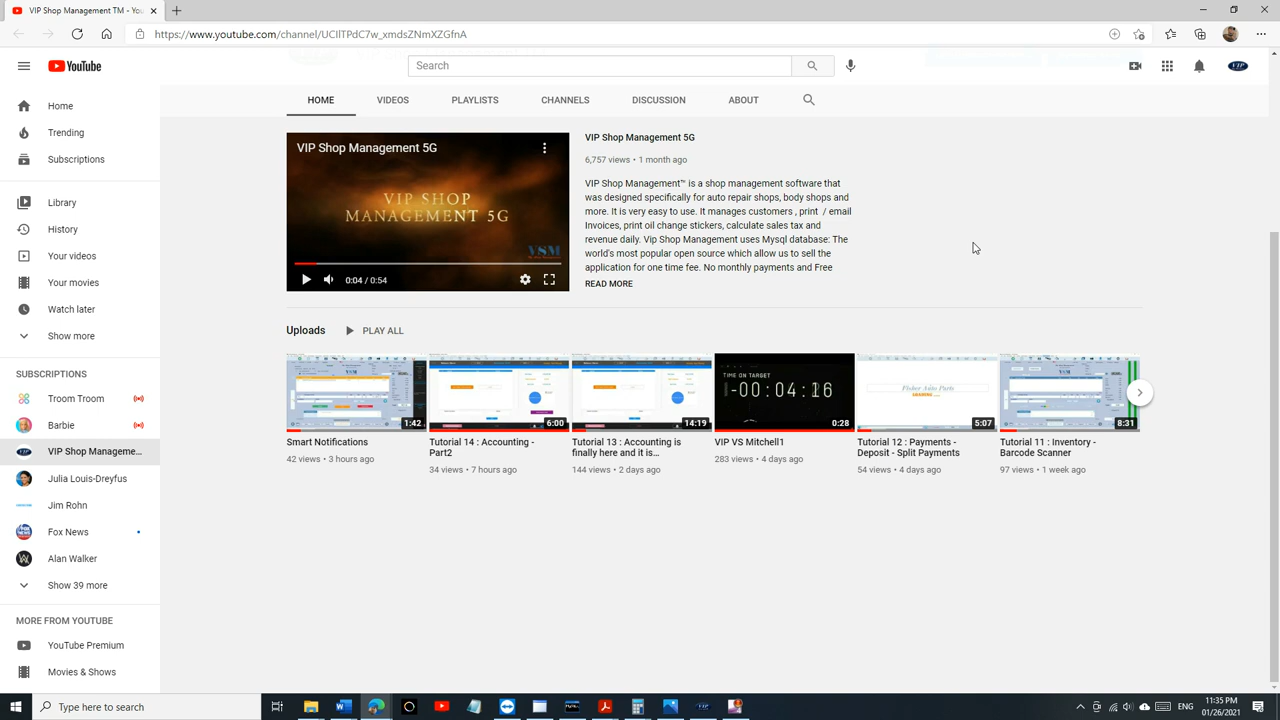 VIP Shop Management TM - You
https://www.youtube.com/channel/UCIlTPdC7w_xmdsZNmXZGfnA
YouTube
Search
VIP
HOME VIDEOS PLAYLISTS CHANNELS DISCUSSION ABOUT
Home
Trending
Subscriptions
Library
History
Your videos
Your movies
Watch later
Show more
SUBSCRIPTIONS
Troom Troom
Barbie
VIP Shop Manageme...
Julia Louis-Dreyfus
Jim Rohn
Fox News
Alan Walker
Show 39 more
MORE FROM YOUTUBE
YouTube Premium
Movies & Shows
VIP Shop Management 5G
VIP SHOP
MANAGEMENT 5G
VSM
0:04 / 0:54
VIP Shop Management 5G
6,757 views • 1 month ago
VIP Shop Management™ is a shop management software that
was designed specifically for auto repair shops, body shops and
more. It is very easy to use. It manages customers , print / email
Invoices, print oil change stickers, calculate sales tax and
revenue daily. Vip Shop Management uses Mysql database: The
world's most popular open source which allow us to sell the
application for one time fee. No monthly payments and Free
READ MORE
Uploads PLAY ALL
1:42
Smart Notifications
42 views • 3 hours ago
6:00
Tutorial 14 : Accounting -
Part2
34 views • 7 hours ago
14:19
Tutorial 13 : Accounting is
finally here and it is...
144 views • 2 days ago
TIME ON TARGET
-00:04:16
0:28
VIP VS Mitchell1
283 views • 4 days ago
Fisher Auto Parts
5:07
Tutorial 12 : Payments -
Deposit - Split Payments
54 views • 4 days ago
8:31
Tutorial 11 : Inventory -
Barcode Scanner
97 views • 1 week ago
Type here to search
ENG
11:35 PM
01/26/2021